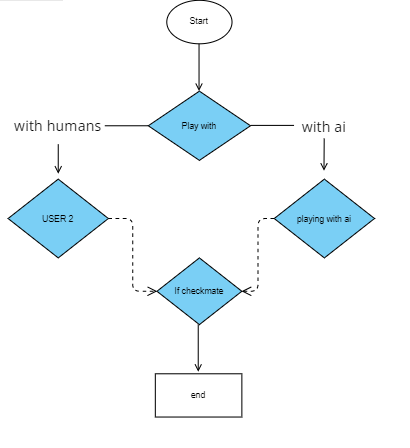 Start
Play with
with humans
with ai
USER 2
playing with ai
If checkmate
end